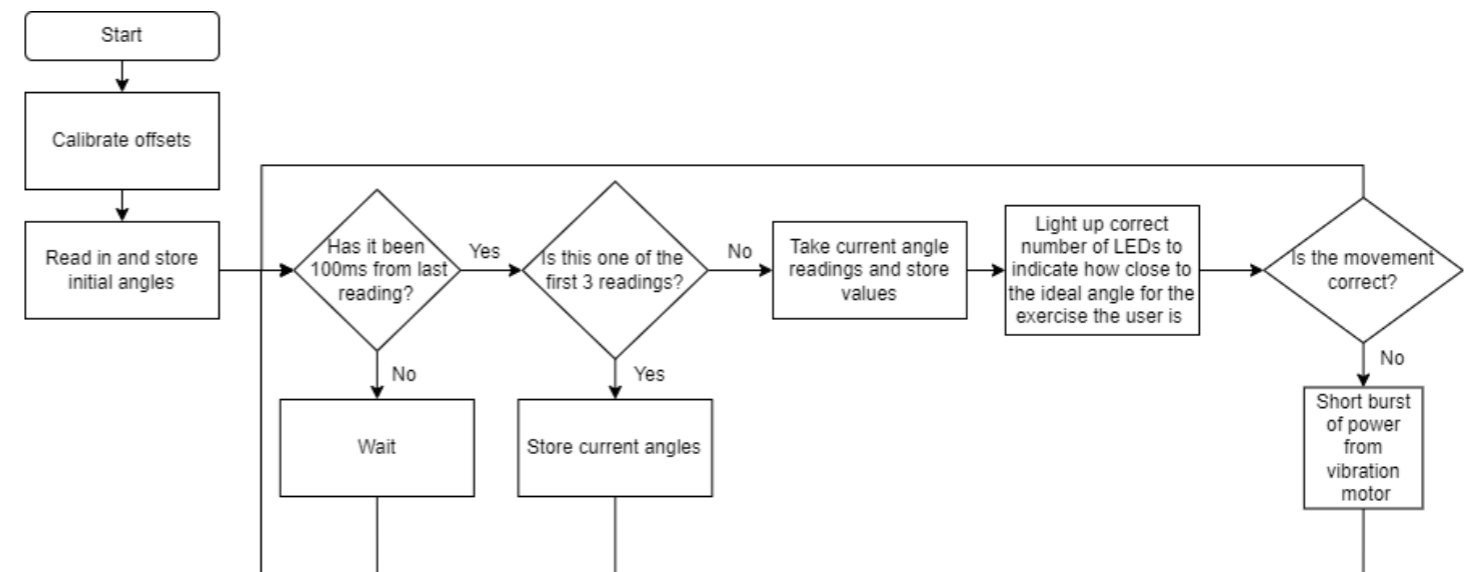 Start
Calibrate offsets
Read in and store
initial angles
Has it been
100ms from last
reading?
Yes
No
Wait
Is this one of the
first 3 readings?
No
Yes
Store current angles
Take current angle
readings and store
values
Light up correct
number of LEDs to
indicate how close to
the ideal angle for the
exercise the user is
Is the movement
correct?
No
Short burst
of power
from
vibration
motor